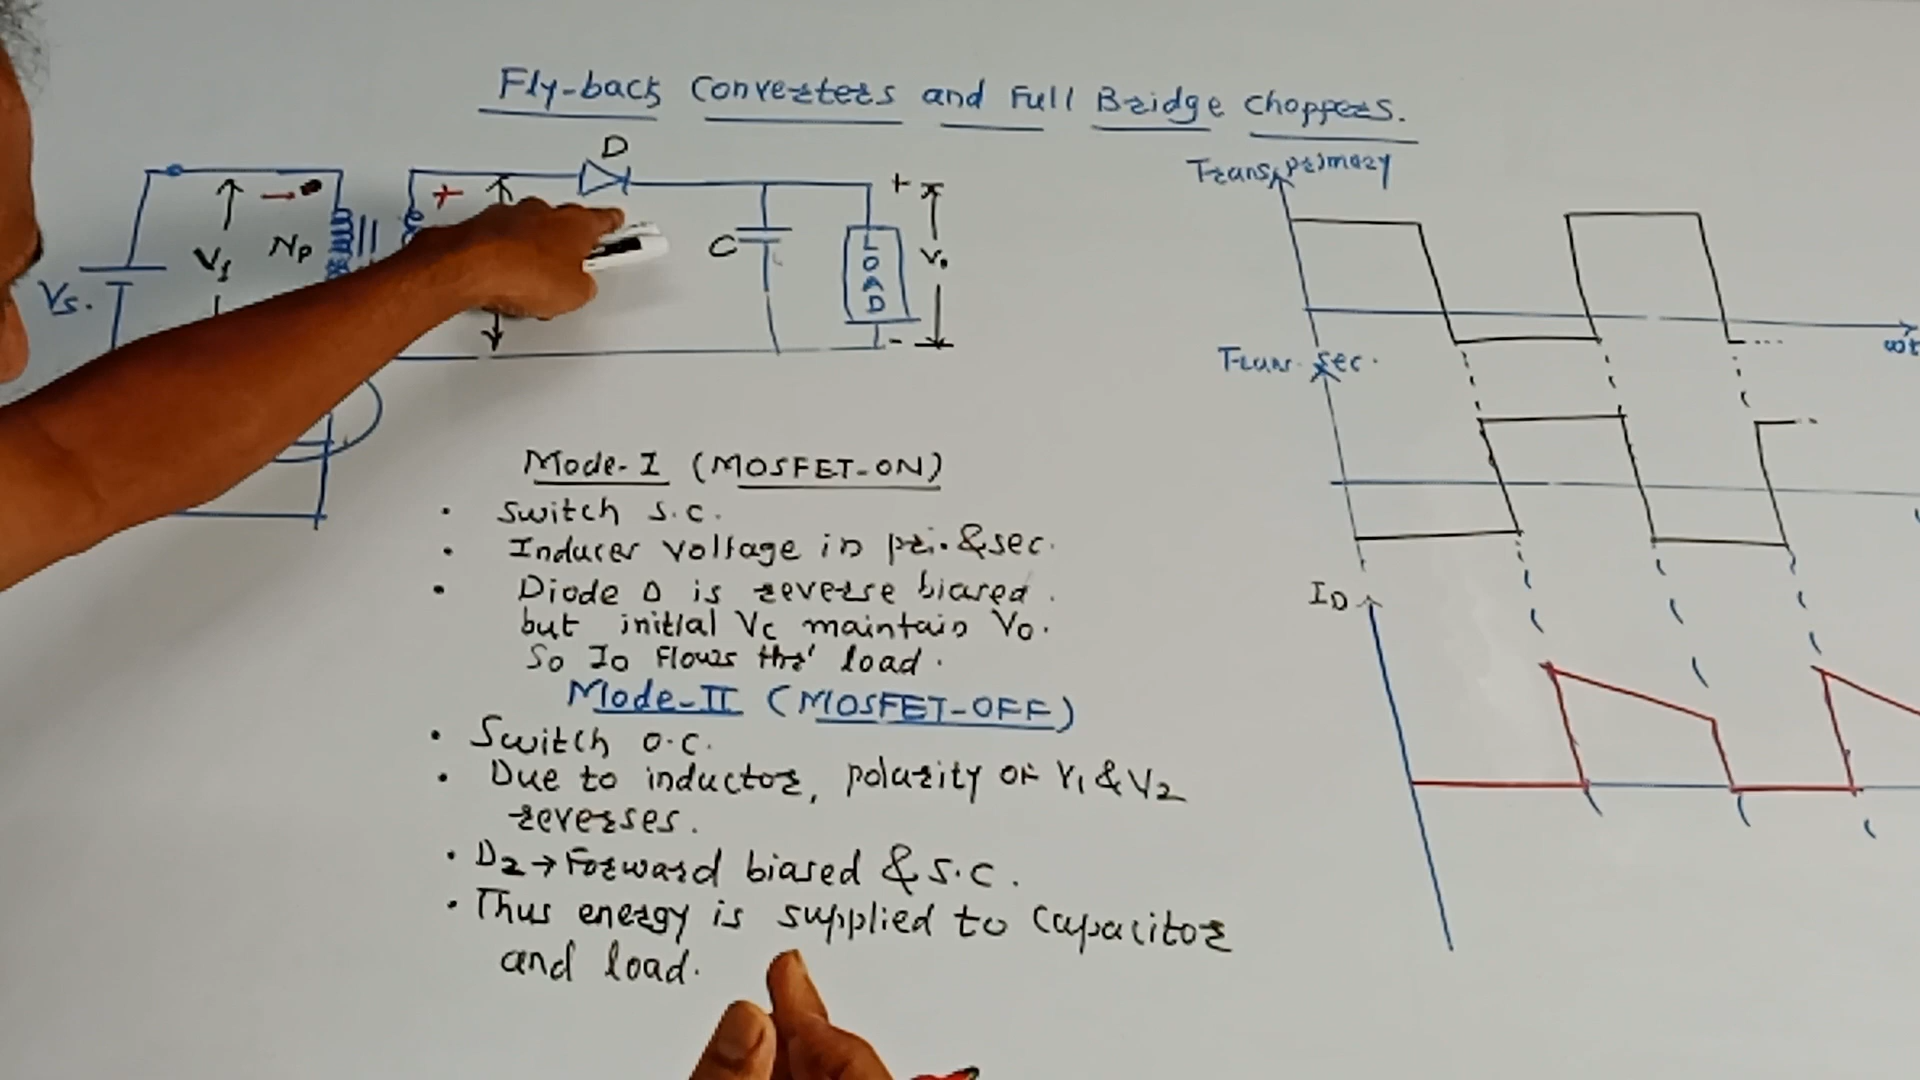 Fly-back Converters and Full Bridge Choppers.
D
+
Vs.
Np
C
LOAD
+
Vo
-
Mode-I (MOSFET-ON)
• Switch s.c.
• Inducer voltage in pri. & sec.
• Diode D is reverse biased.
but initial Vc maintain Vo.
So Io Flows thr' load.
Mode-II (MOSFET-OFF)
• Switch o.c.
• Due to inductor, polarity of V1 & V2
reverses.
• D2 → Forward biased & s.c.
• Thus energy is supplied to capacitor
and load.
Trans. primary
ωt
Tran. sec.
ID